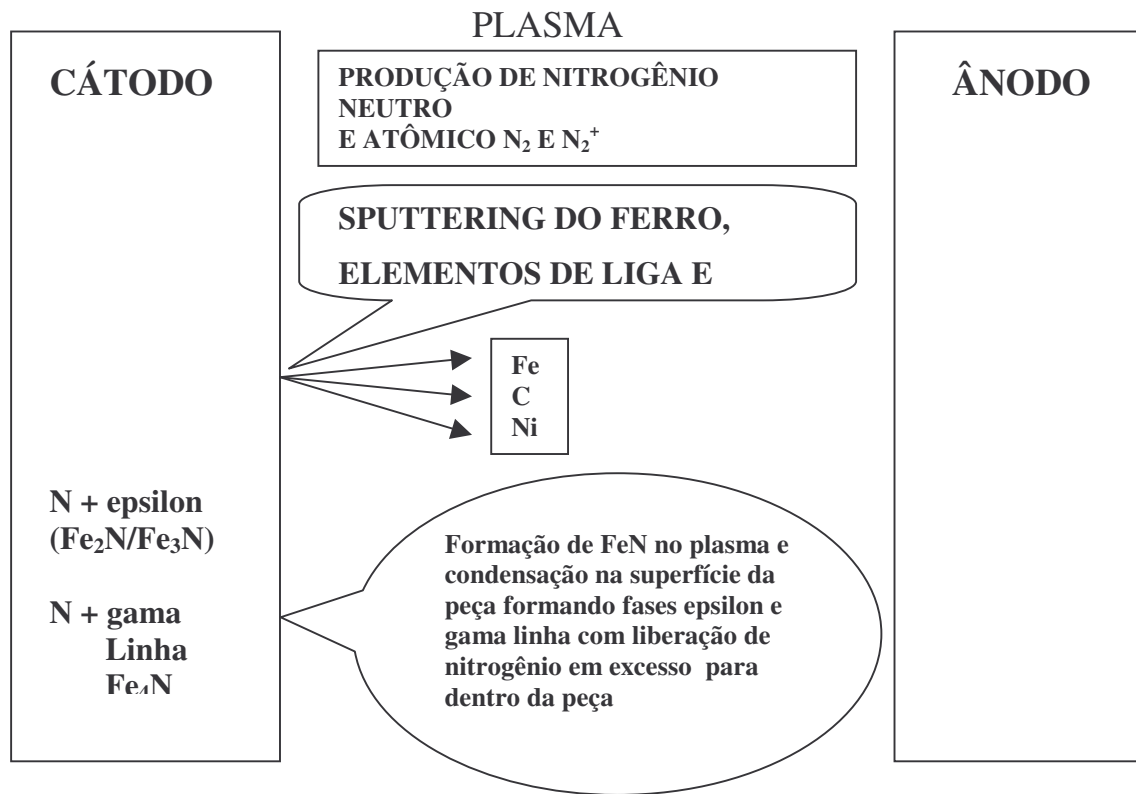 PLASMA
CÁTODO
PRODUÇÃO DE NITROGÊNIO
NEUTRO
E ATÔMICO N₂ E N₂⁺
ÂNODO
SPUTTERING DO FERRO,
ELEMENTOS DE LIGA E
Fe
C
Ni
N + epsilon
(Fe₂N/Fe₃N)
N + gama
Linha
Fe₄N
Formação de FeN no plasma e
condensação na superfície da
peça formando fases epsilon e
gama linha com liberação de
nitrogênio em excesso para
dentro da peça